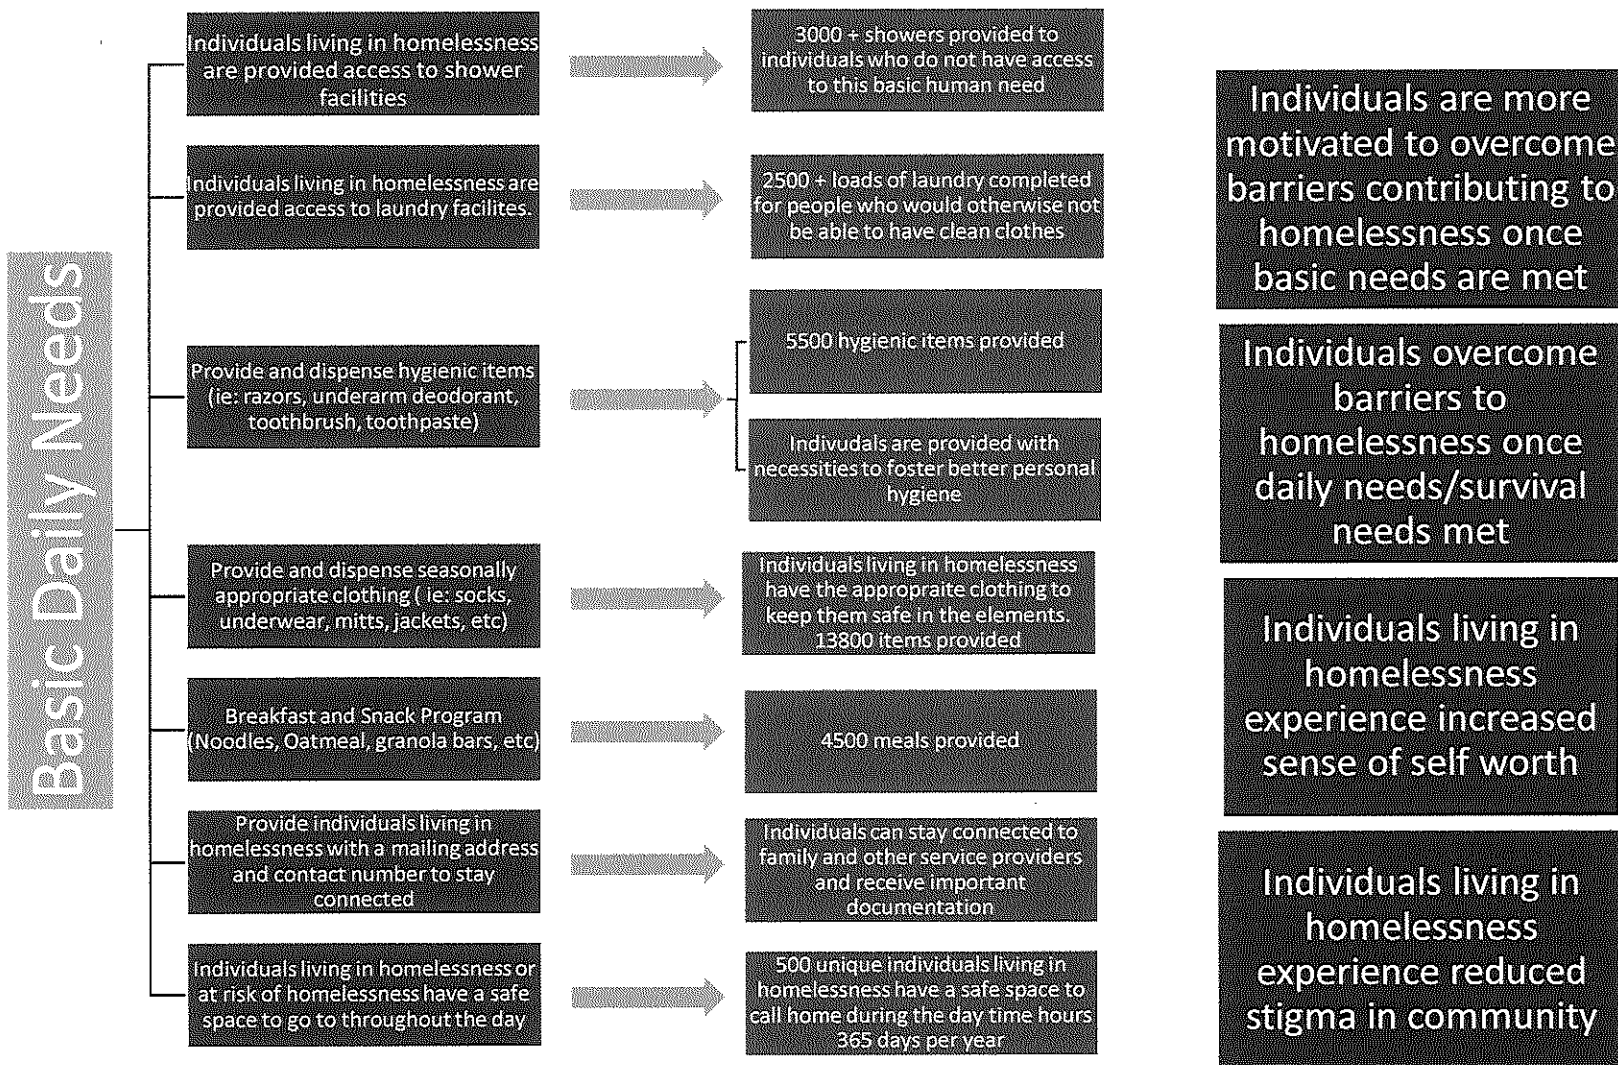 Basic Daily Needs
Individuals living in homelessness
are provided access to shower
facilities
3000 + showers provided to
individuals who do not have access
to this basic human need
Individuals living in homelessness are
provided access to laundry facilites.
2500 + loads of laundry completed
for people who would otherwise not
be able to have clean clothes
Provide and dispense hygienic items
(ie: razors, underarm deodorant,
toothbrush, toothpaste)
5500 hygienic items provided
Indivudals are provided with
necessities to foster better personal
hygiene
Provide and dispense seasonally
appropriate clothing ( ie: socks,
underwear, mitts, jackets, etc)
Individuals living in homelessness
have the appropraite clothing to
keep them safe in the elements.
13800 items provided
Breakfast and Snack Program
(Noodles, Oatmeal, granola bars, etc)
4500 meals provided
Provide individuals living in
homelessness with a mailing address
and contact number to stay
connected
Individuals can stay connected to
family and other service providers
and receive important
documentation
Individuals living in homelessness or
at risk of homelessness have a safe
space to go to throughout the day
500 unique individuals living in
homelessness have a safe space to
call home during the day time hours
365 days per year
Individuals are more
motivated to overcome
barriers contributing to
homelessness once
basic needs are met
Individuals overcome
barriers to
homelessness once
daily needs/survival
needs met
Individuals living in
homelessness
experience increased
sense of self worth
Individuals living in
homelessness
experience reduced
stigma in community